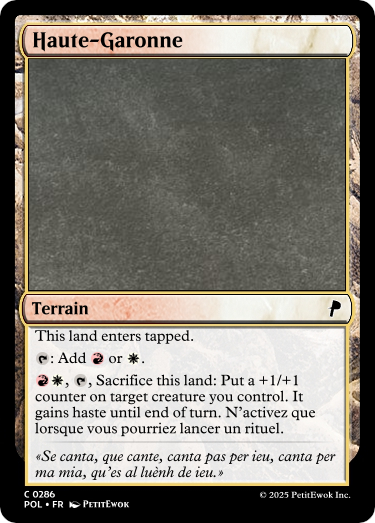 Haute-Garonne
Terrain
This land enters tapped.
: Add or .
, , Sacrifice this land: Put a +1/+1
counter on target creature you control. It
gains haste until end of turn. N'activez que
lorsque vous pourriez lancer un rituel.
«Se canta, que cante, canta pas per ieu, canta per
ma mia, qu'es al luènh de ieu.»
C 0286
POL • FR PetitEwok
© 2025 PetitEwok Inc.